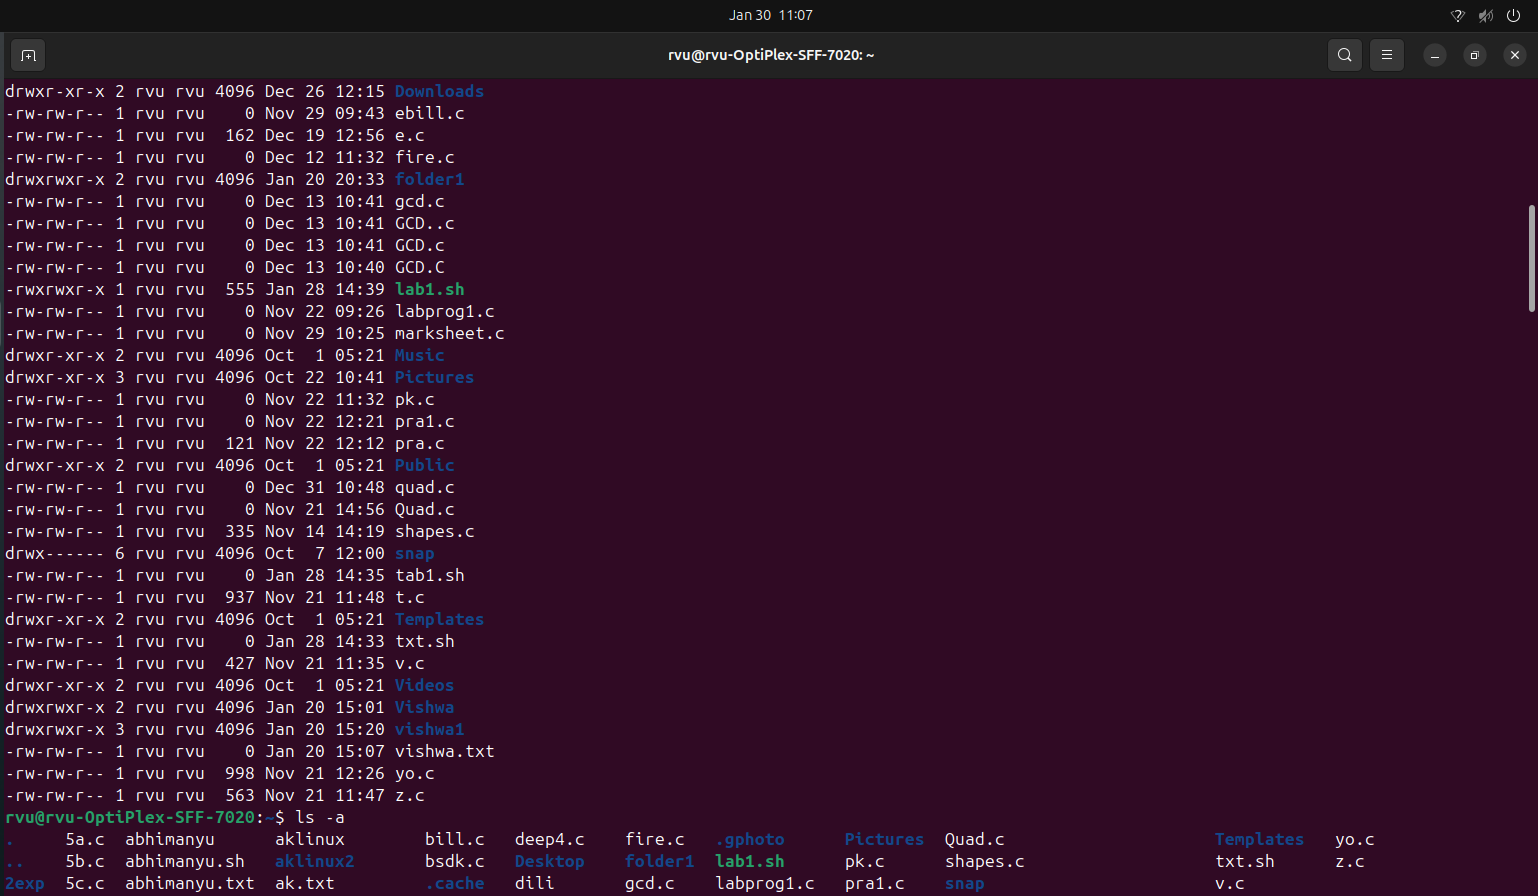 Jan 30 11:07
rvu@rvu-OptiPlex-SFF-7020: ~
drwxr-xr-x 2 rvu rvu 4096 Dec 26 12:15 Downloads
-rw-rw-r-- 1 rvu rvu    0 Nov 29 09:43 ebill.c
-rw-rw-r-- 1 rvu rvu  162 Dec 19 12:56 e.c
-rw-rw-r-- 1 rvu rvu    0 Dec 12 11:32 fire.c
drwxrwxr-x 2 rvu rvu 4096 Jan 20 20:33 folder1
-rw-rw-r-- 1 rvu rvu    0 Dec 13 10:41 gcd.c
-rw-rw-r-- 1 rvu rvu    0 Dec 13 10:41 GCD..c
-rw-rw-r-- 1 rvu rvu    0 Dec 13 10:41 GCD.c
-rw-rw-r-- 1 rvu rvu    0 Dec 13 10:40 GCD.C
-rwxrwxr-x 1 rvu rvu  555 Jan 28 14:39 lab1.sh
-rw-rw-r-- 1 rvu rvu    0 Nov 22 09:26 labprog1.c
-rw-rw-r-- 1 rvu rvu    0 Nov 29 10:25 marksheet.c
drwxr-xr-x 2 rvu rvu 4096 Oct  1 05:21 Music
drwxr-xr-x 3 rvu rvu 4096 Oct 22 10:41 Pictures
-rw-rw-r-- 1 rvu rvu    0 Nov 22 11:32 pk.c
-rw-rw-r-- 1 rvu rvu    0 Nov 22 12:21 pra1.c
-rw-rw-r-- 1 rvu rvu  121 Nov 22 12:12 pra.c
drwxr-xr-x 2 rvu rvu 4096 Oct  1 05:21 Public
-rw-rw-r-- 1 rvu rvu    0 Dec 31 10:48 quad.c
-rw-rw-r-- 1 rvu rvu    0 Nov 21 14:56 Quad.c
-rw-rw-r-- 1 rvu rvu  335 Nov 14 14:19 shapes.c
drwx------ 6 rvu rvu 4096 Oct  7 12:00 snap
-rw-rw-r-- 1 rvu rvu    0 Jan 28 14:35 tab1.sh
-rw-rw-r-- 1 rvu rvu  937 Nov 21 11:48 t.c
drwxr-xr-x 2 rvu rvu 4096 Oct  1 05:21 Templates
-rw-rw-r-- 1 rvu rvu    0 Jan 28 14:33 txt.sh
-rw-rw-r-- 1 rvu rvu  427 Nov 21 11:35 v.c
drwxr-xr-x 2 rvu rvu 4096 Oct  1 05:21 Videos
drwxrwxr-x 2 rvu rvu 4096 Jan 20 15:01 Vishwa
drwxrwxr-x 3 rvu rvu 4096 Jan 20 15:20 vishwa1
-rw-rw-r-- 1 rvu rvu    0 Jan 20 15:07 vishwa.txt
-rw-rw-r-- 1 rvu rvu  998 Nov 21 12:26 yo.c
-rw-rw-r-- 1 rvu rvu  563 Nov 21 11:47 z.c
rvu@rvu-OptiPlex-SFF-7020:~$ ls -a
.     5a.c  abhimanyu      aklinux        bill.c   deep4.c    fire.c   .gphoto      Pictures  Quad.c                     Templates   yo.c
..    5b.c  abhimanyu.sh   aklinux2       bsdk.c   Desktop    folder1  lab1.sh      pk.c      shapes.c                   txt.sh      z.c
2exp  5c.c  abhimanyu.txt  ak.txt         .cache   dili       gcd.c    labprog1.c   pra1.c    snap                       v.c